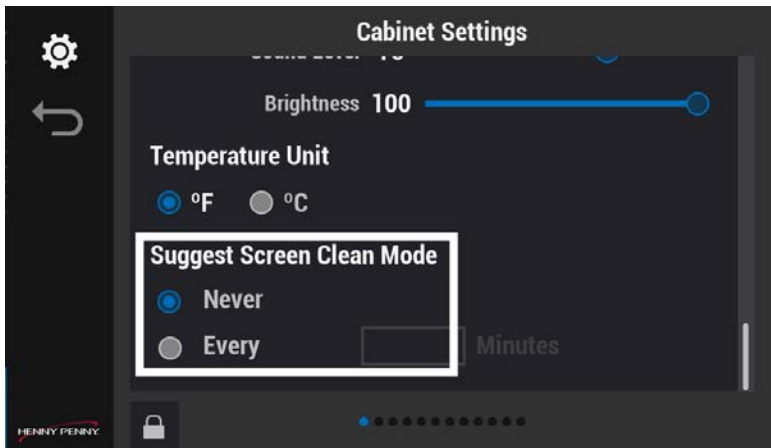 Cabinet Settings
Brightness 100
Temperature Unit
ºF ºC
Suggest Screen Clean Mode
Never
Every Minutes
HENNY PENNY